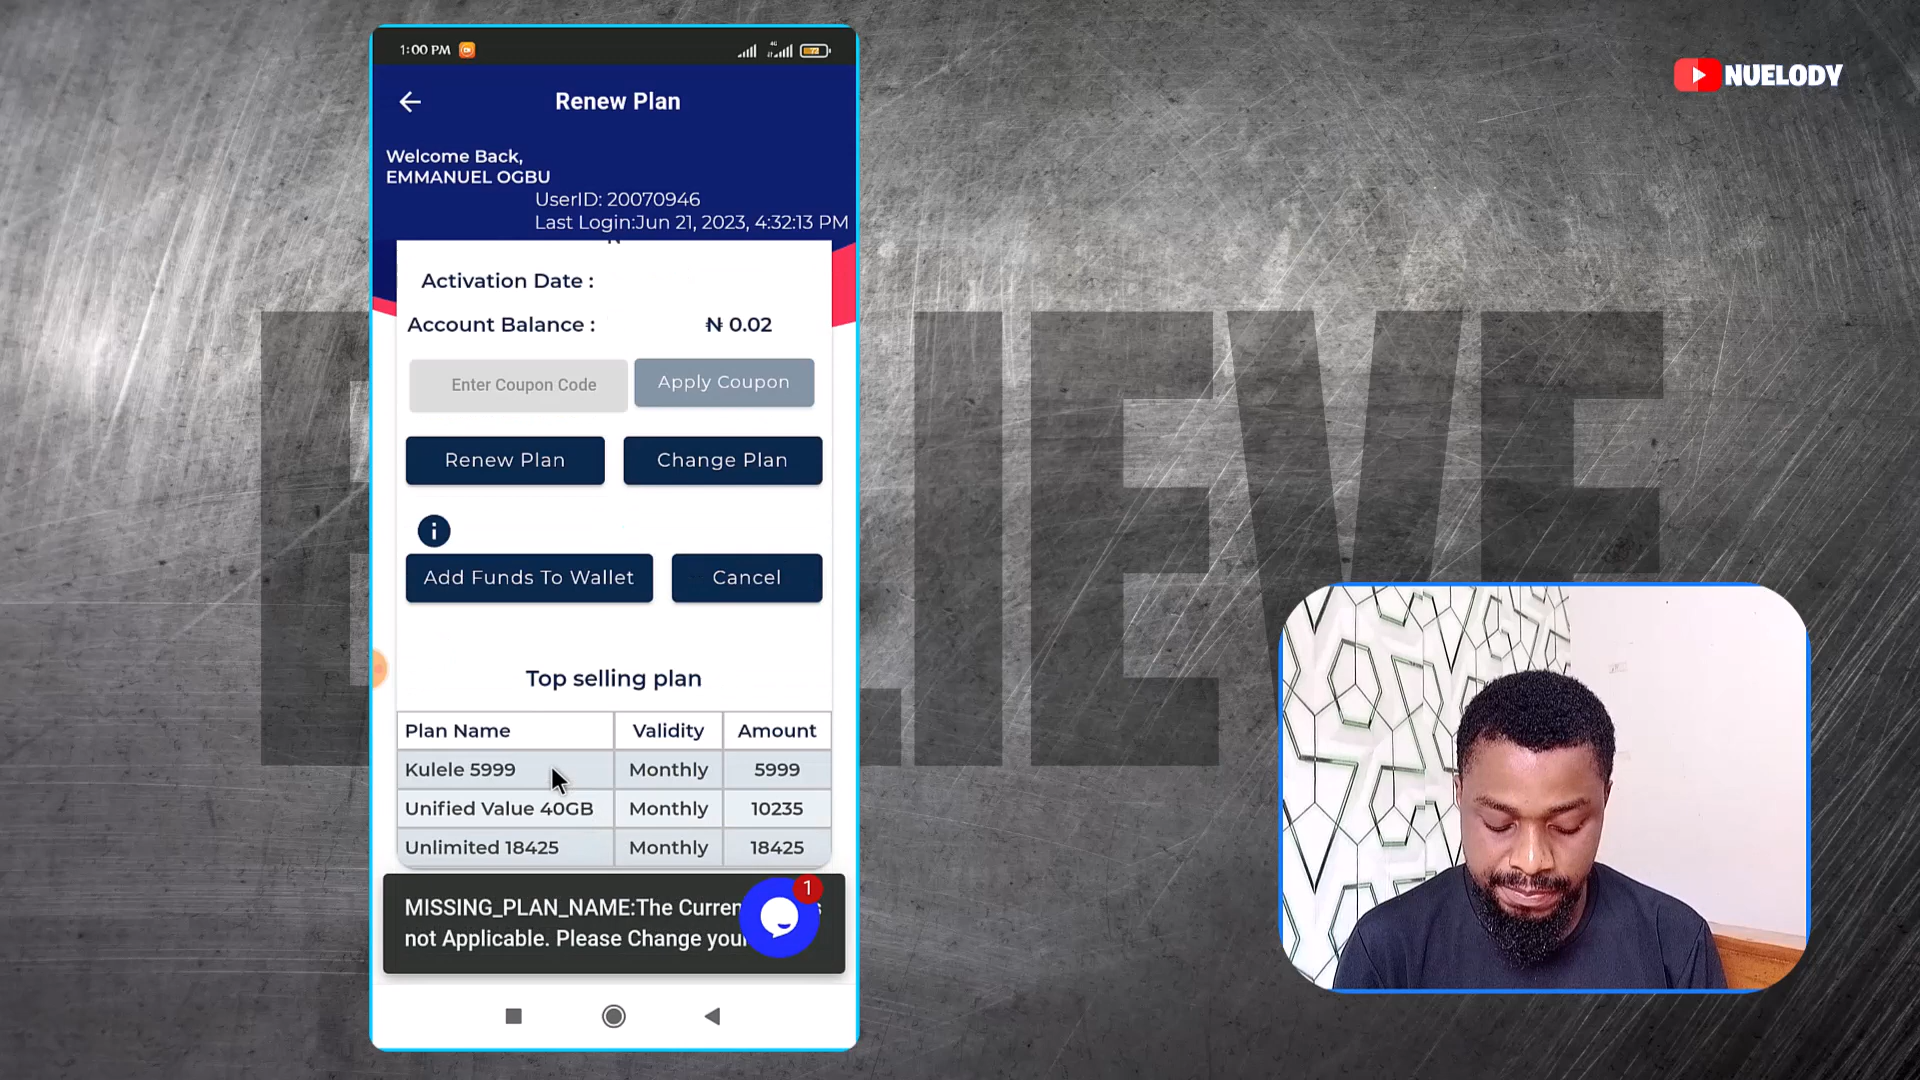 1:00 PM
4G
72
Renew Plan
Welcome Back,
EMMANUEL OGBU
UserID: 20070946
Last Login:Jun 21, 2023, 4:32:13 PM
Activation Date :
Account Balance : ₦ 0.02
Enter Coupon Code
Apply Coupon
Renew Plan
Change Plan
i
Add Funds To Wallet
Cancel
Top selling plan
Plan Name Validity Amount
Kulele 5999 Monthly 5999
Unified Value 40GB Monthly 10235
Unlimited 18425 Monthly 18425
MISSING_PLAN_NAME:The Curren
not Applicable. Please Change your
1
NUELODY